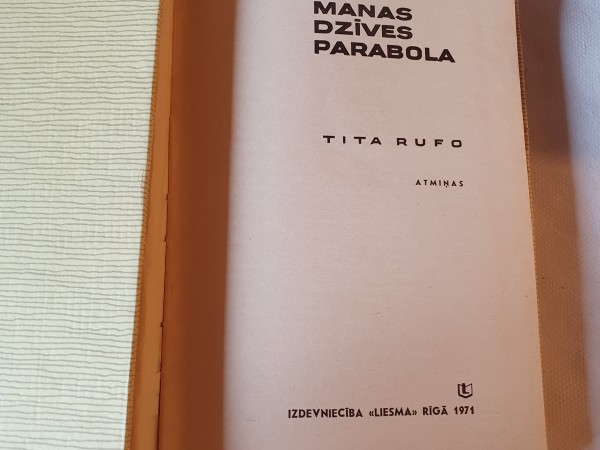 MANAS
DZĪVES
PARABOLA
TITA RUFO
ATMIŅAS
IZDEVNIECĪBA «LIESMA» RĪGĀ 1971